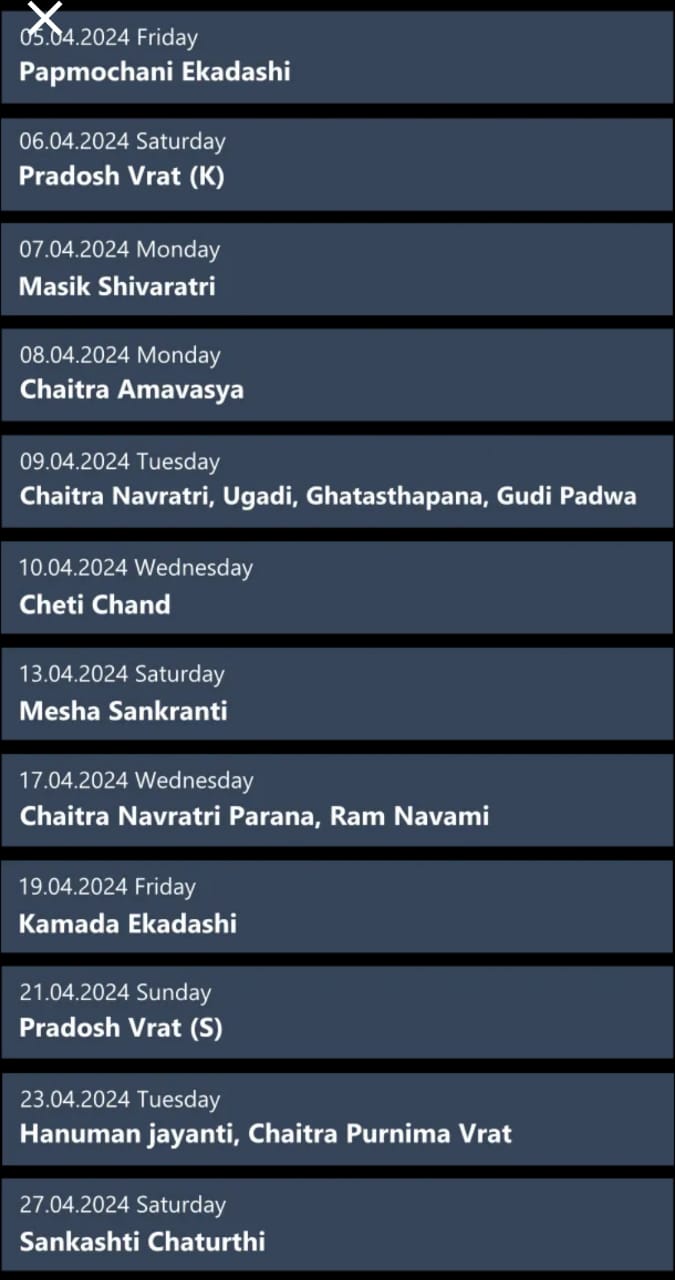 05.04.2024 Friday
Papmochani Ekadashi
06.04.2024 Saturday
Pradosh Vrat (K)
07.04.2024 Monday
Masik Shivaratri
08.04.2024 Monday
Chaitra Amavasya
09.04.2024 Tuesday
Chaitra Navratri, Ugadi, Ghatasthapana, Gudi Padwa
10.04.2024 Wednesday
Cheti Chand
13.04.2024 Saturday
Mesha Sankranti
17.04.2024 Wednesday
Chaitra Navratri Parana, Ram Navami
19.04.2024 Friday
Kamada Ekadashi
21.04.2024 Sunday
Pradosh Vrat (S)
23.04.2024 Tuesday
Hanuman jayanti, Chaitra Purnima Vrat
27.04.2024 Saturday
Sankashti Chaturthi